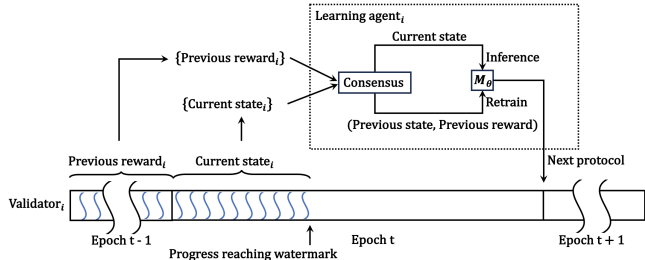 Learning agent_i
Current state
{Previous reward_i}
Inference
Consensus
M_θ
{Current state_i}
Retrain
(Previous state, Previous reward)
Previous reward_i
Current state_i
Next protocol
Validator_i
Epoch t - 1
Epoch t
Epoch t + 1
Progress reaching watermark